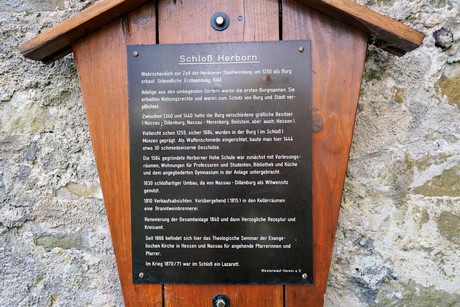 Schloß Herborn
Wahrscheinlich zur Zeit der Herborner Stadtwerdung um 1250 als Burg
erbaut. Urkundliche Erstnennung
Adelige aus den umliegenden Dörfern waren die ersten Burgmannen. Sie
erhielten Nutzungsrechte und waren zum Schutz von Burg und Stadt ver-
pflichtet.
Zwischen 1340 und 1440 hatte die Burg verschiedene gräfliche Besitzer
(Nassau - Dillenburg, Nassau - Merenberg, Beilstein, aber auch Hessen).
Vielleicht schon 1259, sicher 1684, wurden in der Burg (im Schloß)
Münzen geprägt. Als Waffenschmiede eingerichtet, baute man hier 1444
etwa 30 schmiedeeiserne Geschütze.
Die 1584 gegründete Herborner Hohe Schule war zunächst mit Vorlesungs-
räumen, Wohnungen für Professoren und Studenten, Bibliothek und Küche
und dem angegliederten Gymnasium in der Anlage untergebracht.
1630 schloßartiger Umbau, da von Nassau-Dillenburg als Witwensitz
genutzt.
1810 Verkaufsabsichten. Vorübergehend (1815) in den Kellerräumen
eine Branntweinbrennerei.
Renovierung der Gesamtanlage 1840 und dann Herzogliche Rezeptur und
Kreisamt.
Seit 1868 befindet sich hier das Theologische Seminar der Evange-
lischen Kirche in Hessen und Nassau für angehende Pfarrerinnen und
Pfarrer.
Im Krieg 1870/71 war im Schloß ein Lazarett.
Westerwald-Verein e.V.